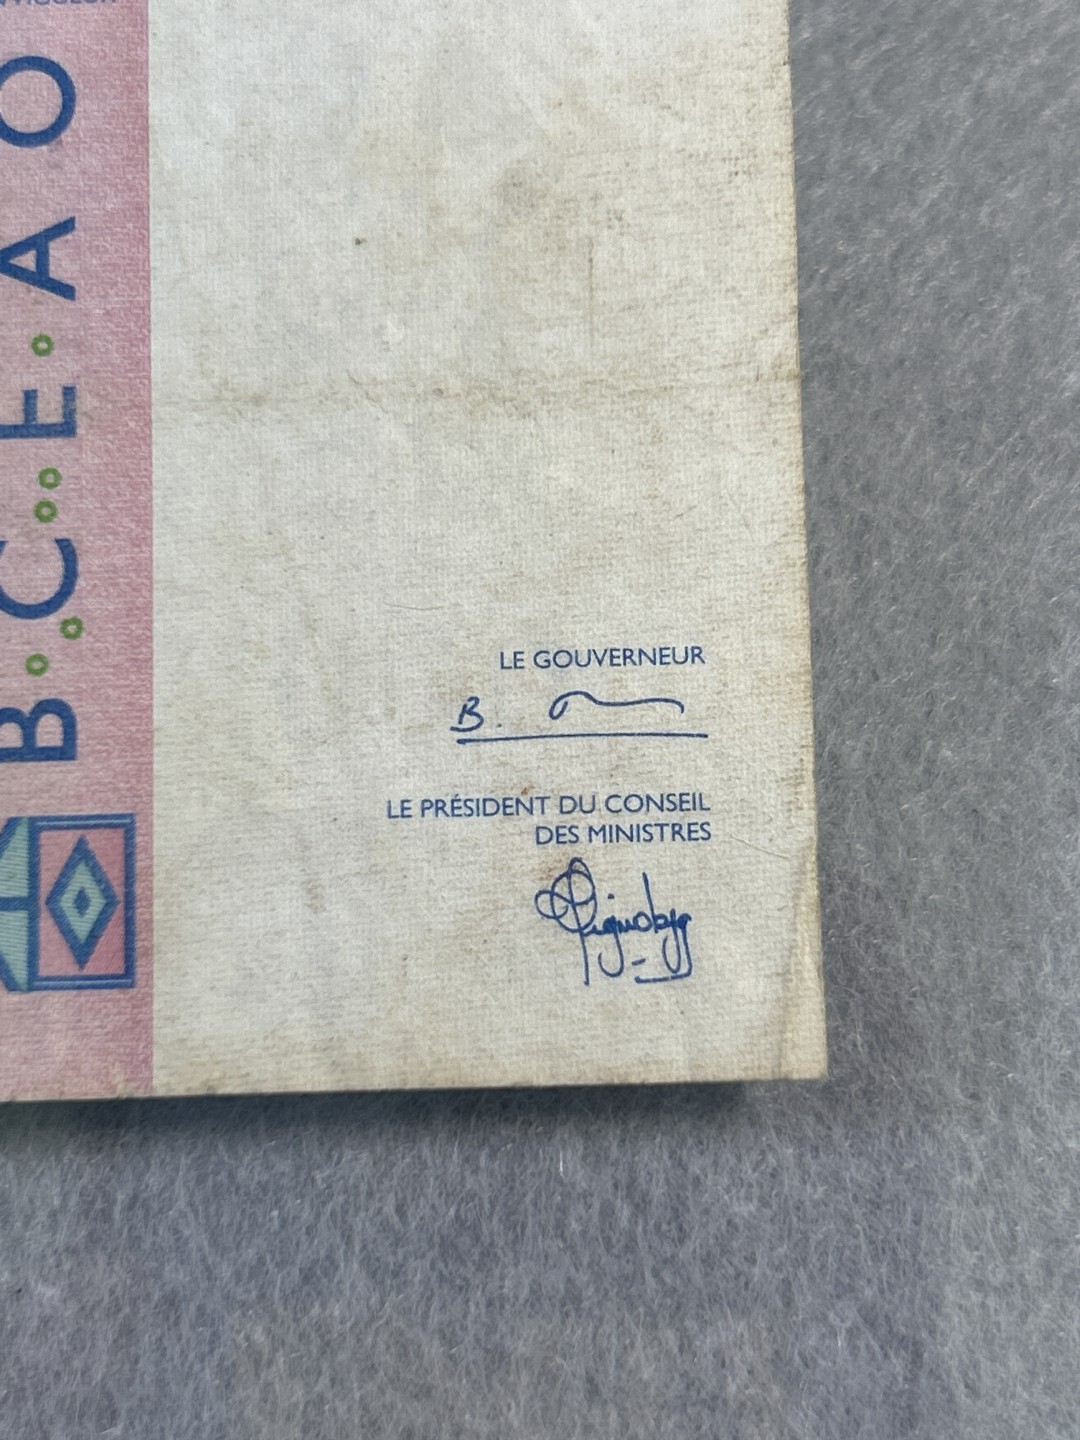 B.C.E.A.O
LE GOUVERNEUR
B.
LE PRÉSIDENT DU CONSEIL
DES MINISTRES